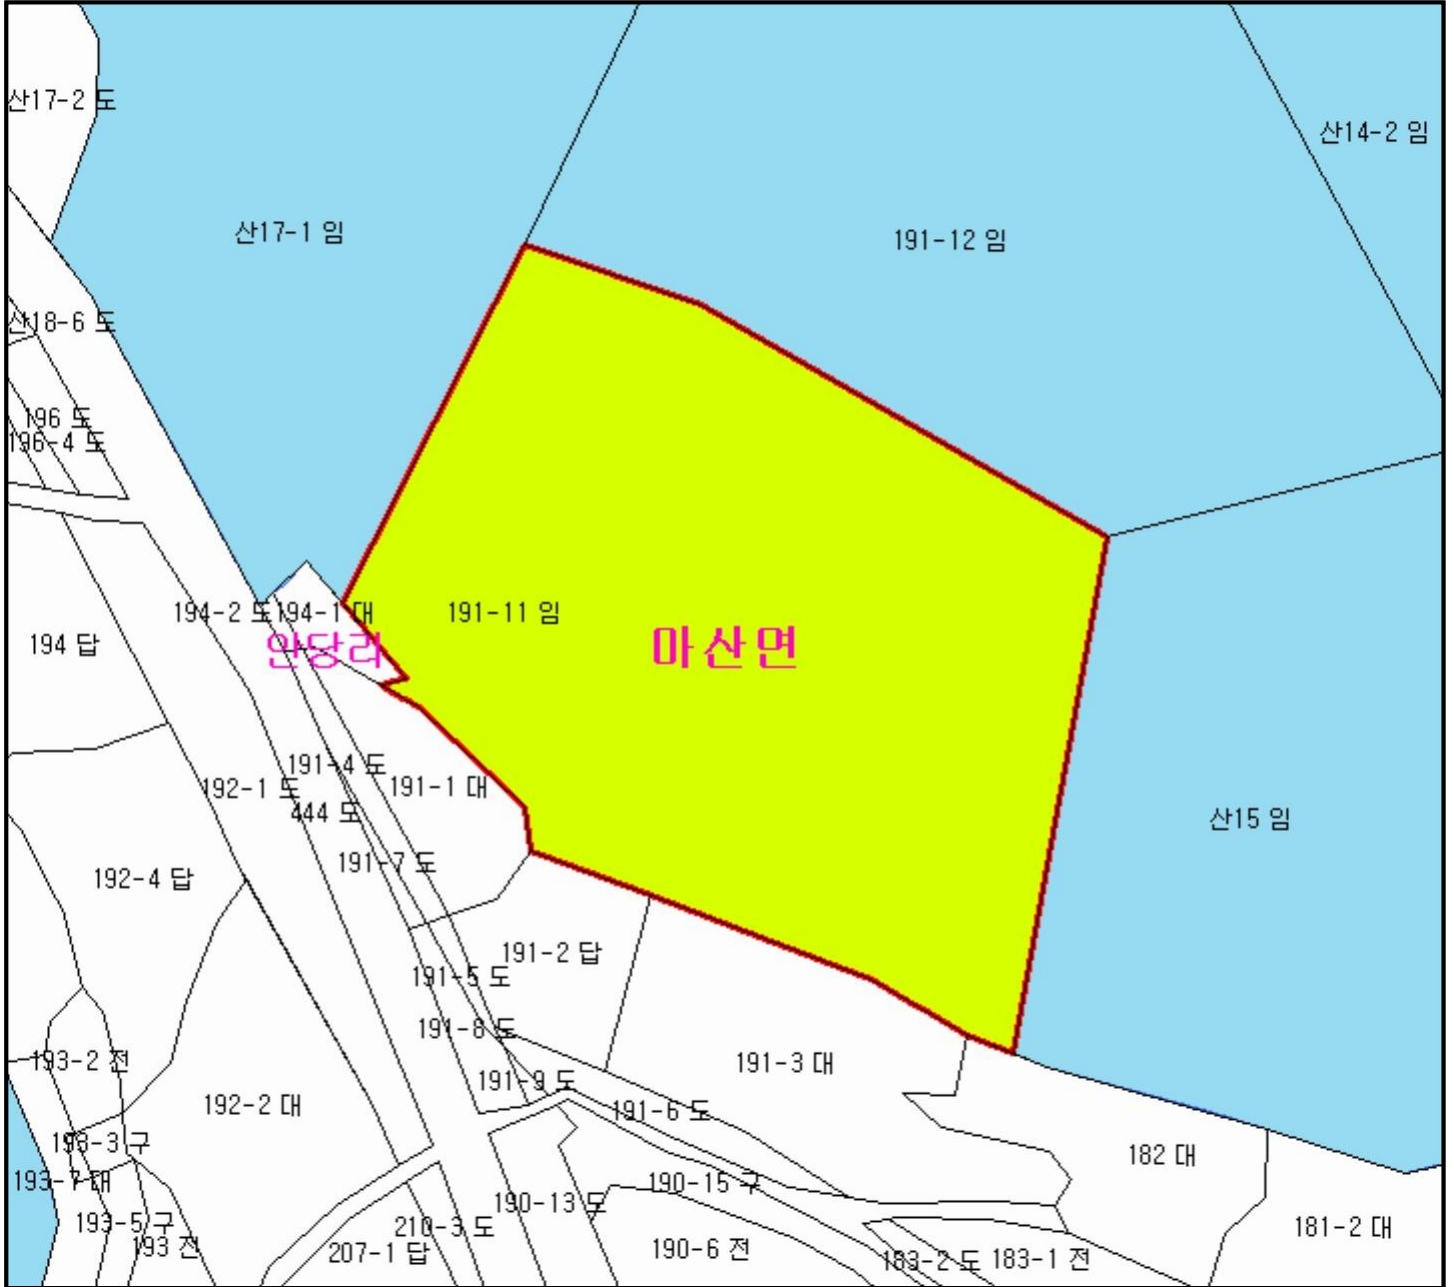 산17-2 도
산14-2 임
산17-1 임
191-12 임
산18-6 도
196 도
196-4 도
194-2 도
194-1 대
191-11 임
194 답
안당리
마산면
191-4 도
192-1 도
191-1 대
444 도
산15 임
191-7 도
192-4 답
191-2 답
191-5 도
191-8 도
193-2 전
191-3 대
191-9 도
192-2 대
191-6 도
193-3 구
182 대
193-7 대
190-15 구
190-13 도
193-5 구
210-3 도
181-2 대
193 전
207-1 답
190-6 전
183-2 도
183-1 전